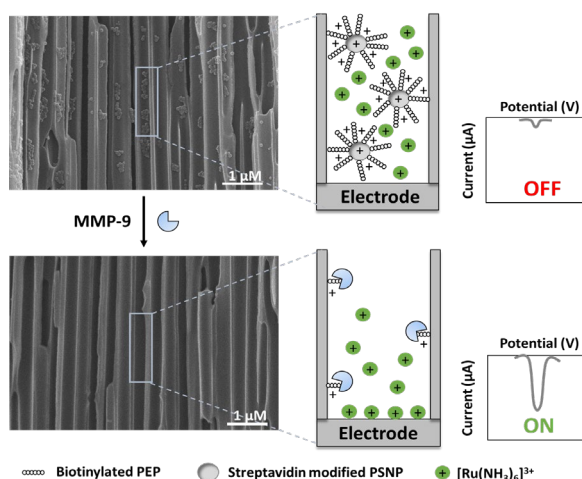 1 µM
MMP-9
1 µM
+ + + + + + + + + + + + + + +
Electrode
Potential (V)
Current (µA)
OFF
+ + + + + + + + + + +
Electrode
Potential (V)
Current (µA)
ON
Biotinylated PEP
Streptavidin modified PSNP
+ [Ru(NH₃)₆]³⁺